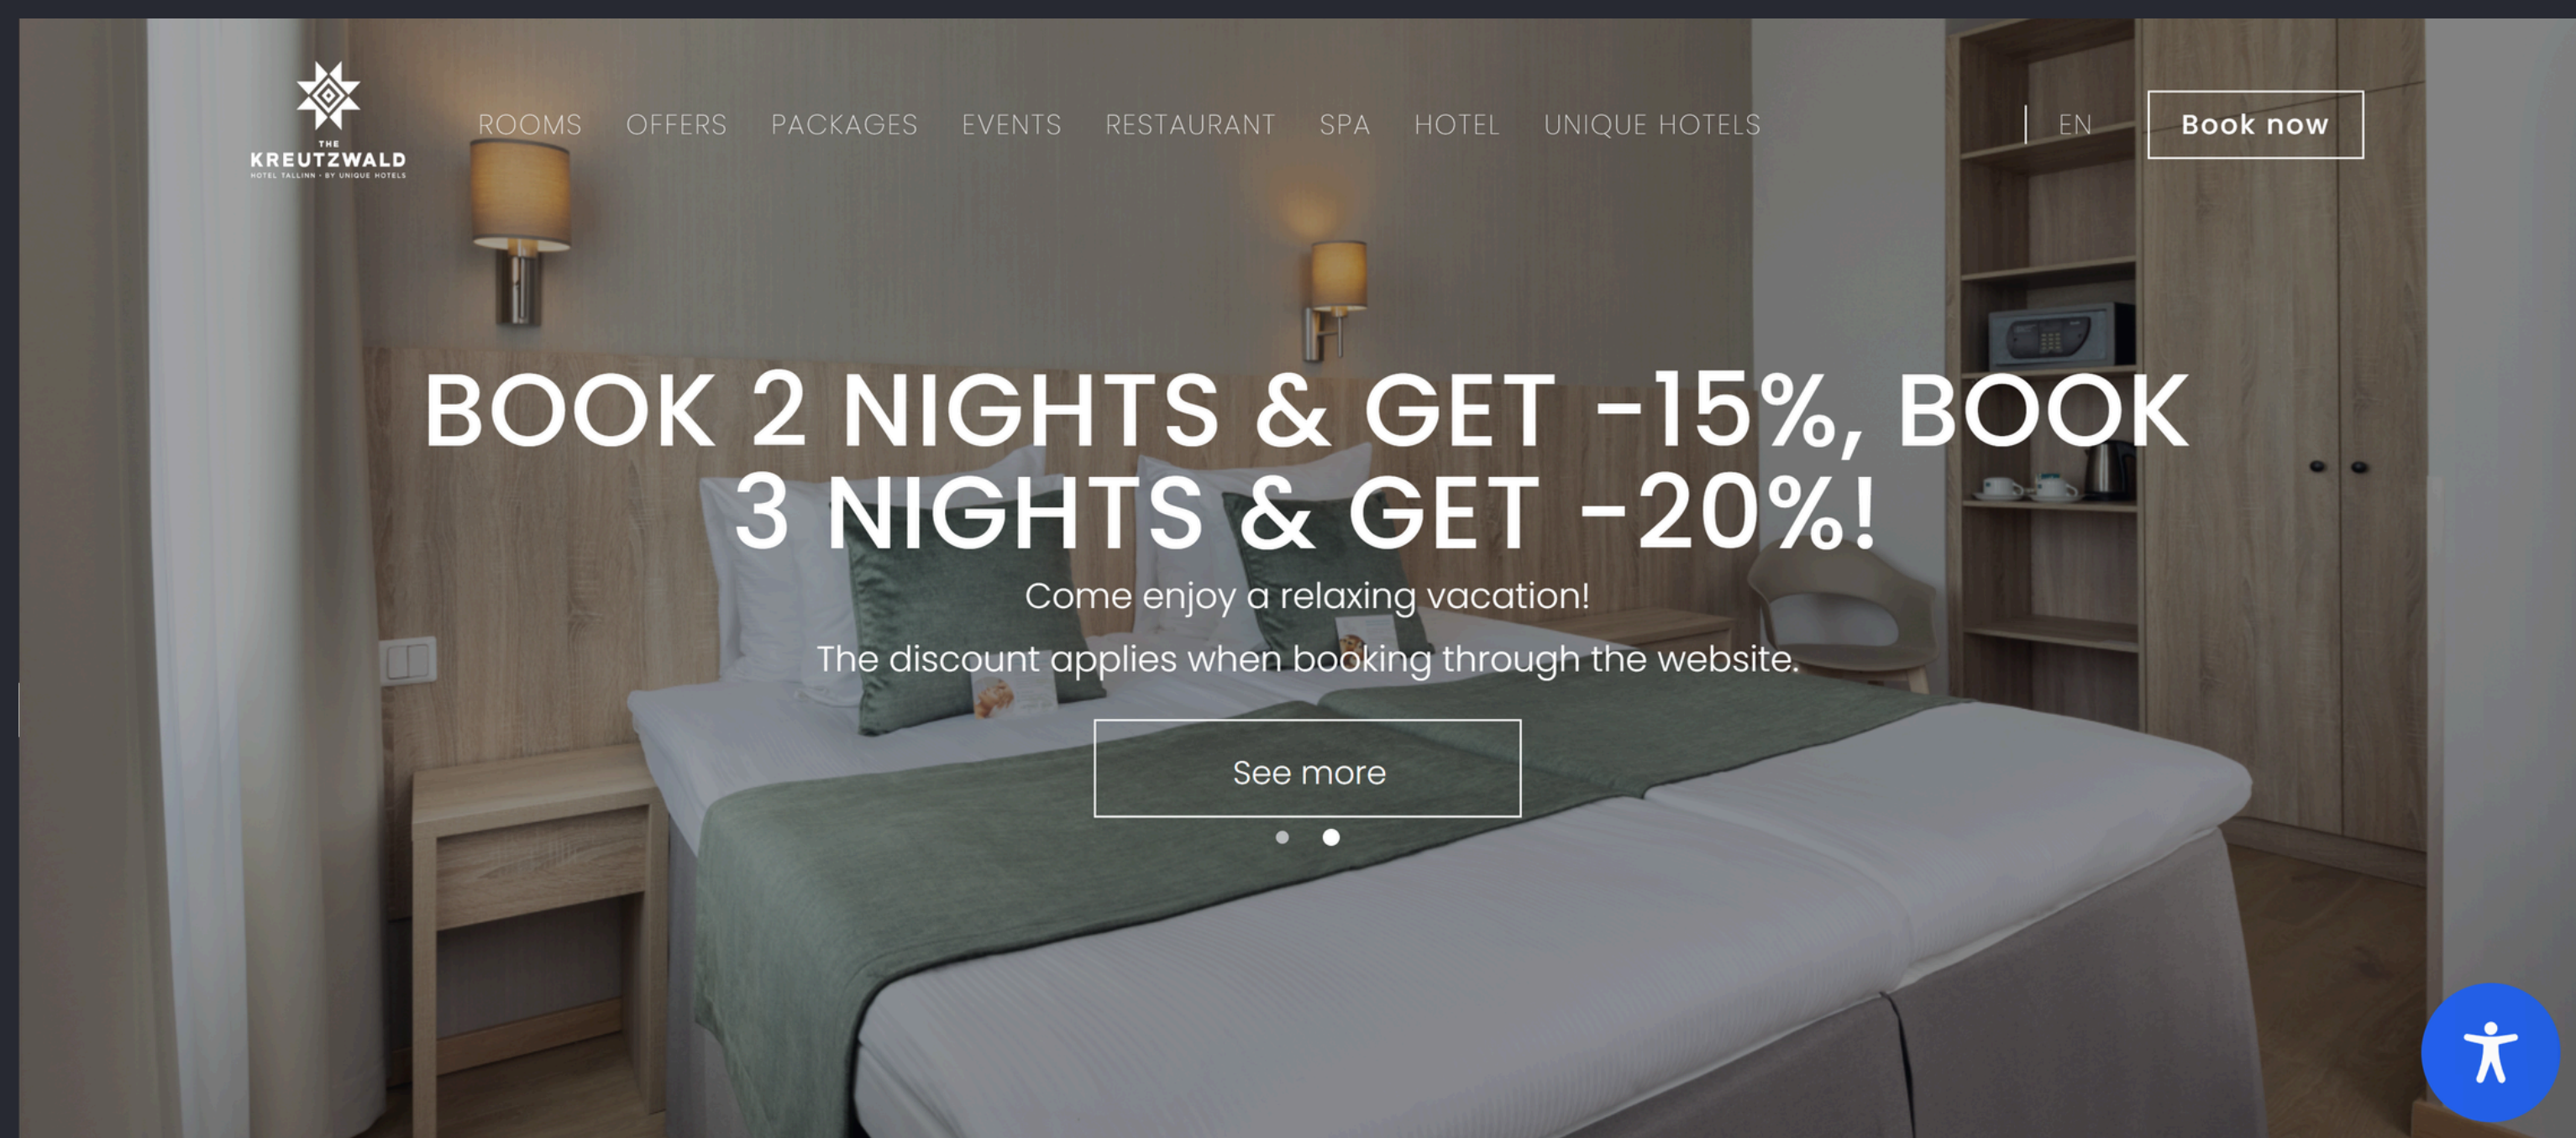 THE
KREUTZWALD
HOTEL TALLINN • BY UNIQUE HOTELS
ROOMS OFFERS PACKAGES EVENTS RESTAURANT SPA HOTEL UNIQUE HOTELS
EN
Book now
BOOK 2 NIGHTS & GET -15%, BOOK
3 NIGHTS & GET -20%!
Come enjoy a relaxing vacation!
The discount applies when booking through the website.
See more